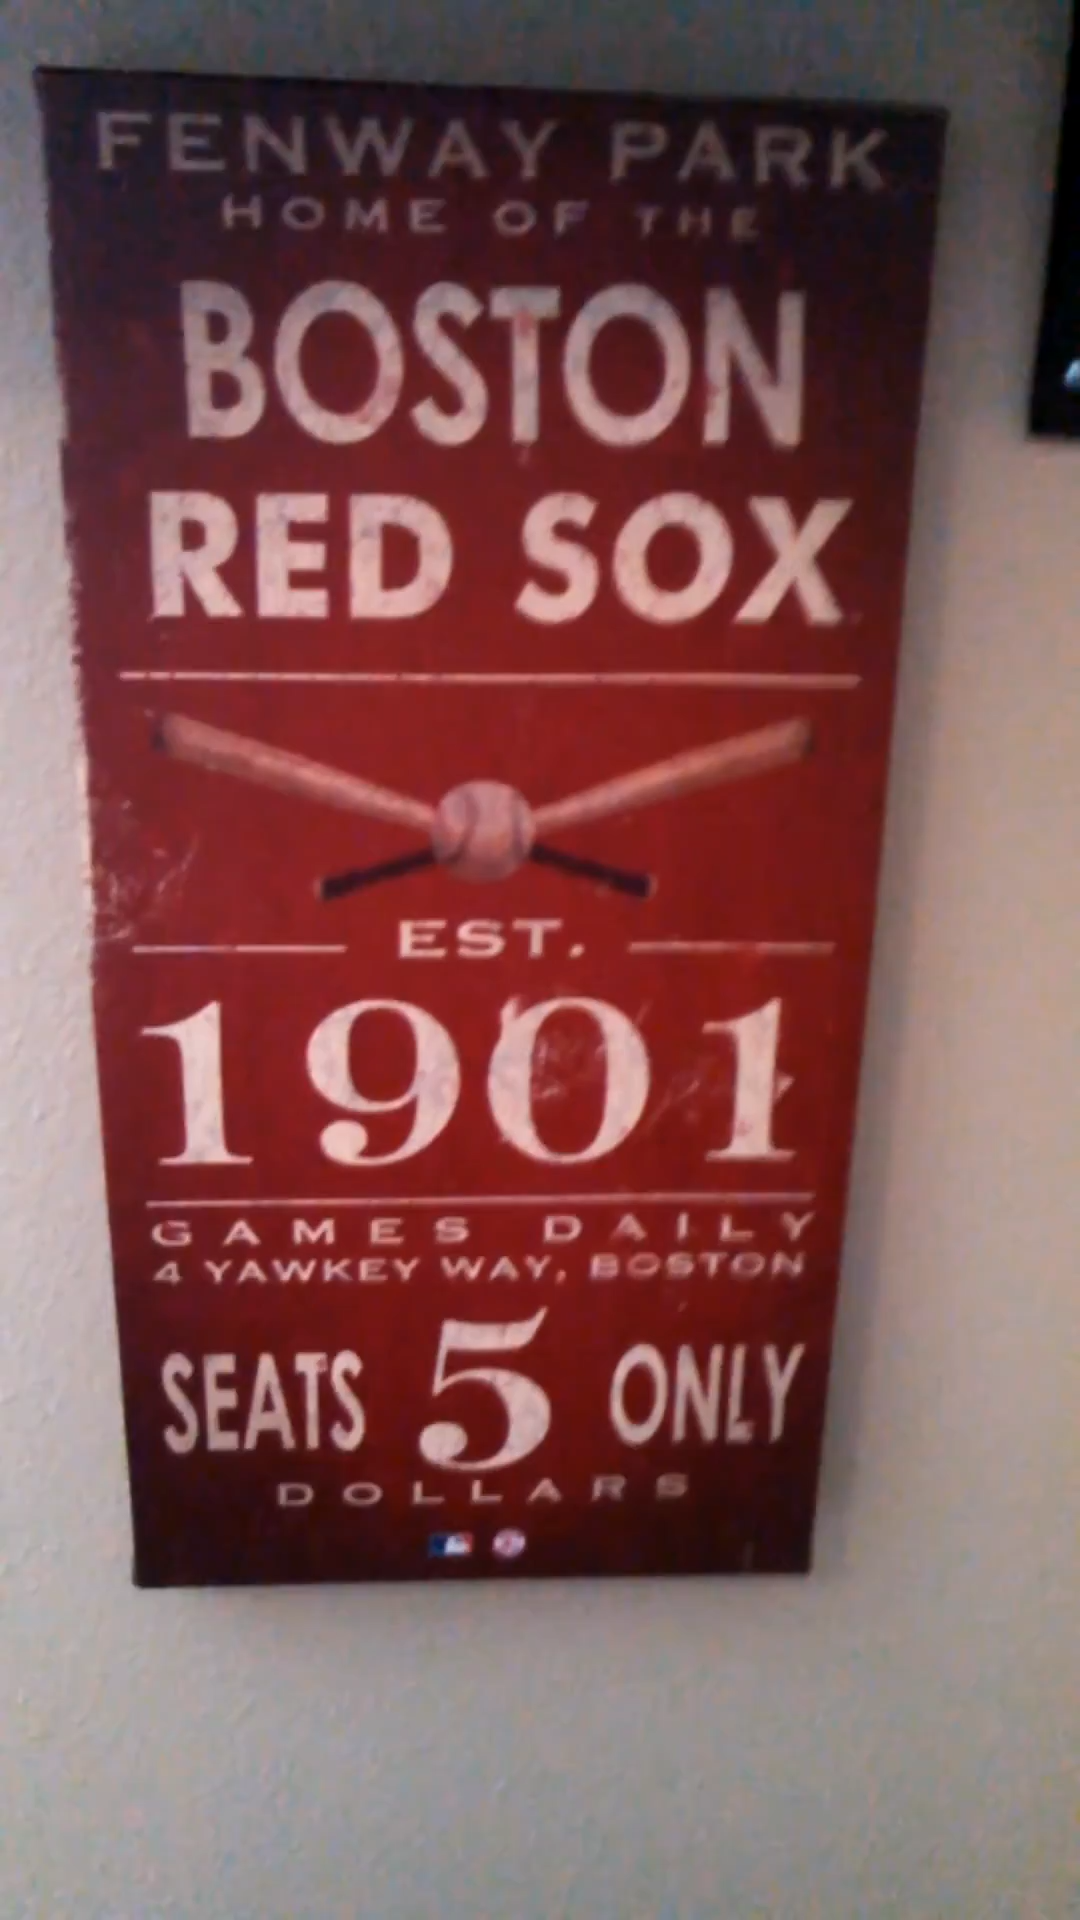 FENWAY PARK
HOME OF THE
BOSTON
RED SOX
EST.
1901
GAMES DAILY
4 YAWKEY WAY, BOSTON
SEATS 5 ONLY
DOLLARS